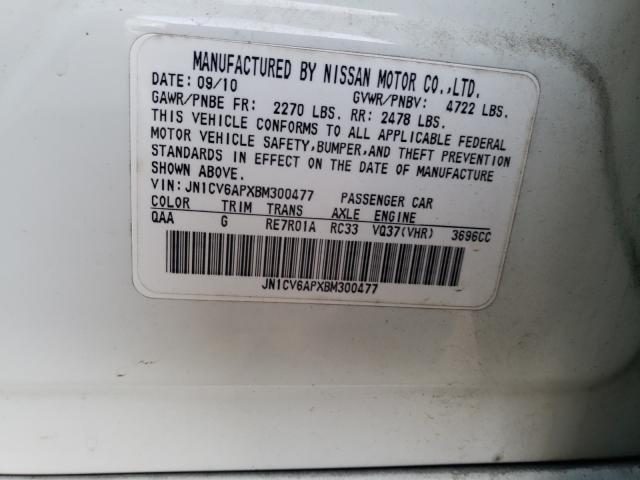 MANUFACTURED BY NISSAN MOTOR CO.,LTD.
DATE: 09/10 GVWR/PNBV: 4722 LBS.
GAWR/PNBE FR: 2270 LBS. RR: 2478 LBS.
THIS VEHICLE CONFORMS TO ALL APPLICABLE FEDERAL
MOTOR VEHICLE SAFETY, BUMPER, AND THEFT PREVENTION
STANDARDS IN EFFECT ON THE DATE OF MANUFACTURE
SHOWN ABOVE.
VIN: JN1CV6APXBM300477 PASSENGER CAR
COLOR TRIM TRANS AXLE ENGINE
QAA G RE7R01A RC33 VQ37(VHR) 3696CC
JN1CV6APXBM300477